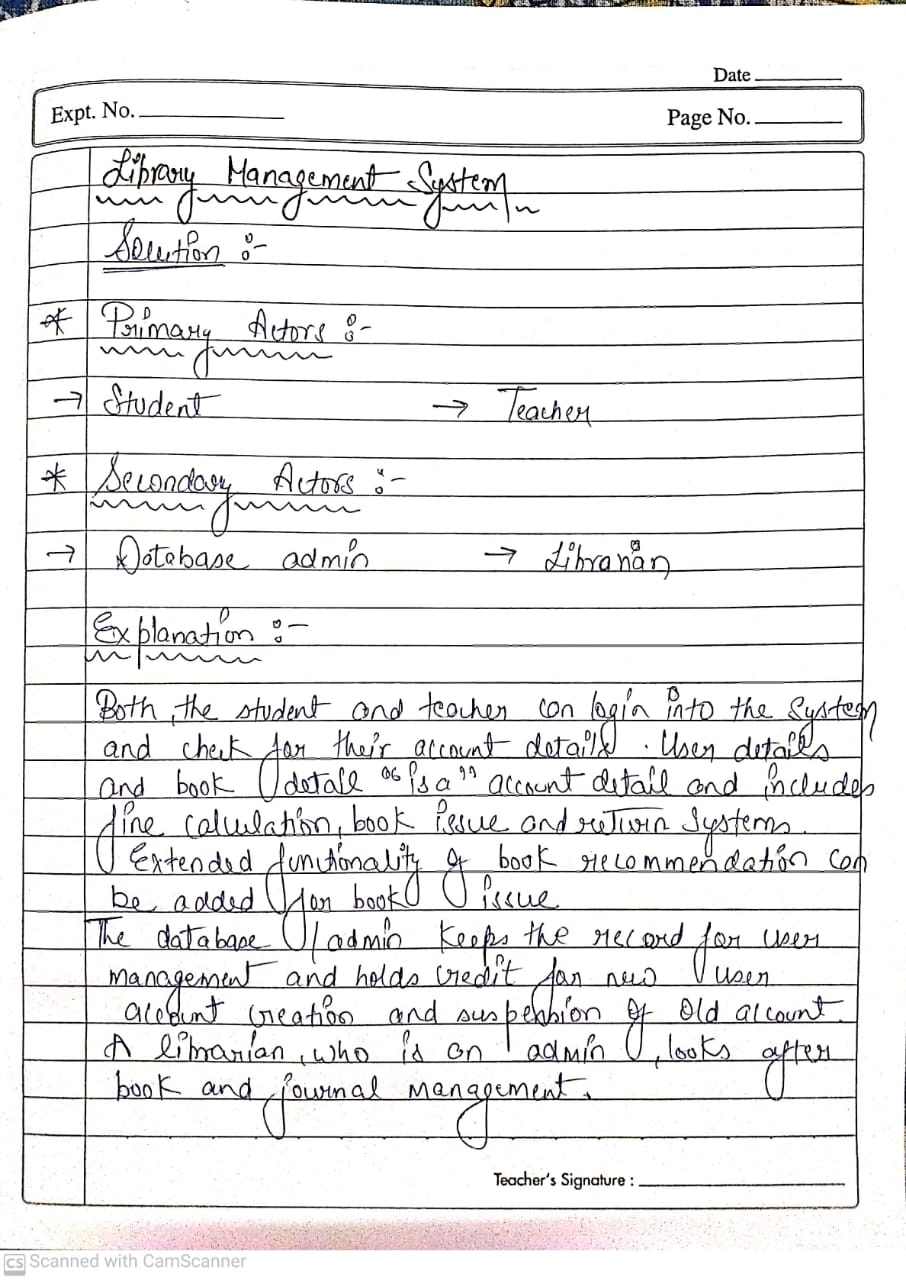 Date
Expt. No.
Page No.
Library Management System
Solution :-
* Primary Actors :-
→ Student → Teacher
* Secondary Actors :-
→ Database admin → Librarian
Explanation :-
Both, the student and teacher can login into the System
and check for their account details. User details
and book detail "is a" account detail and includes
fine calculation, book issue and return Systems.
Extended functionality of book recommendation can
be added for book issue
The database admin keeps the record for user
management and holds credit for new user
account creation and suspension of old account.
A librarian, who is an admin, looks after
book and journal management.
Teacher's Signature :
CS Scanned with CamScanner